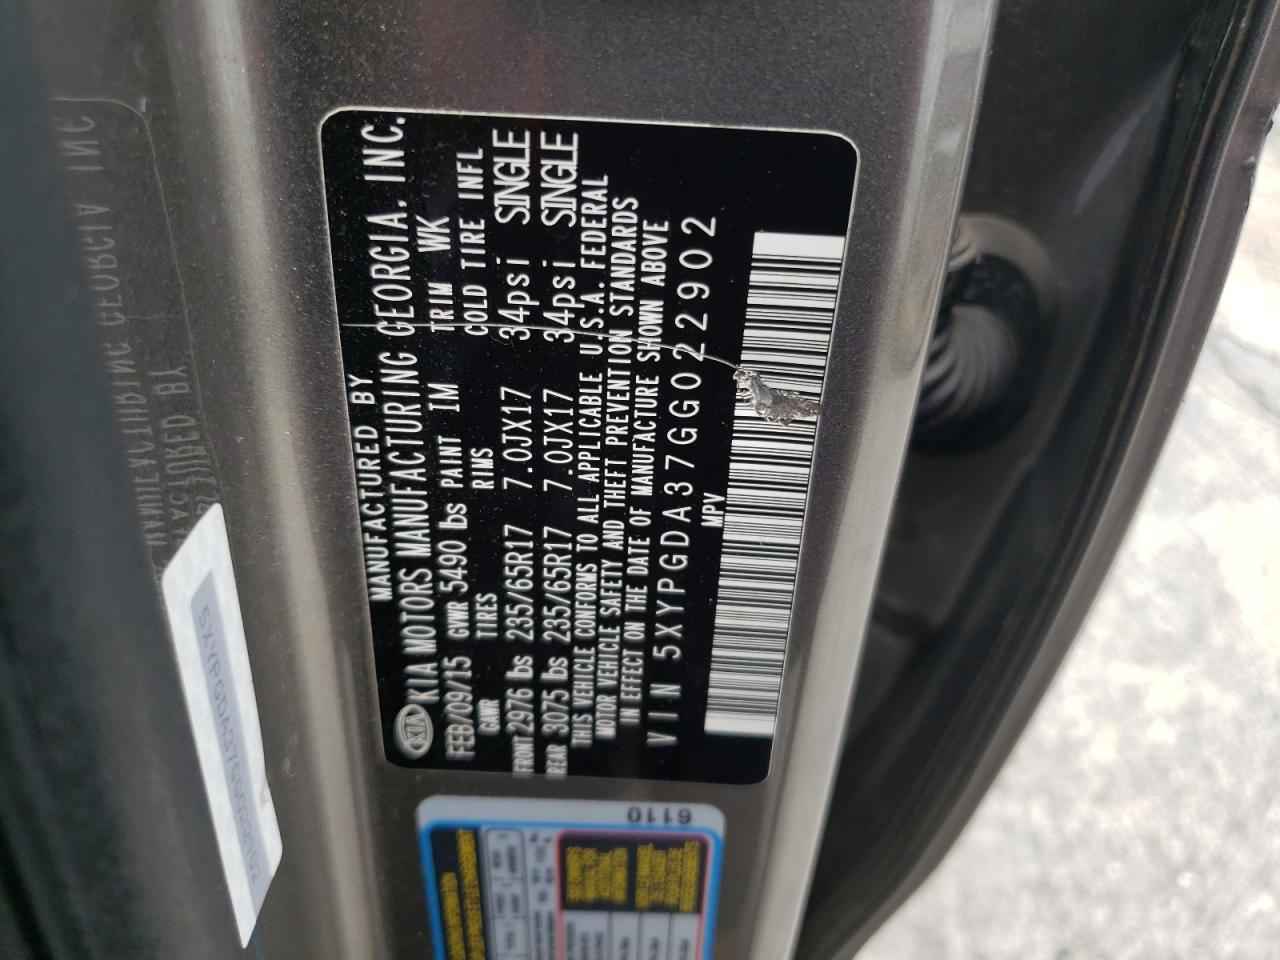 MANUFACTURED BY
KIA KIA MOTORS MANUFACTURING GEORGIA, INC.
FEB/09/15 GVWR 5490 lbs PAINT IM TRIM WK
GAWR TIRES RIMS COLD TIRE INFL
FRONT 2976 lbs 235/65R17 7.0JX17 34psi SINGLE
REAR 3075 lbs 235/65R17 7.0JX17 34psi SINGLE
THIS VEHICLE CONFORMS TO ALL APPLICABLE U.S.A. FEDERAL
MOTOR VEHICLE SAFETY AND THEFT PREVENTION STANDARDS
IN EFFECT ON THE DATE OF MANUFACTURE SHOWN ABOVE
VIN 5XYPGDA37GG022902
MPV
5XYPGDA37GG022902
6110